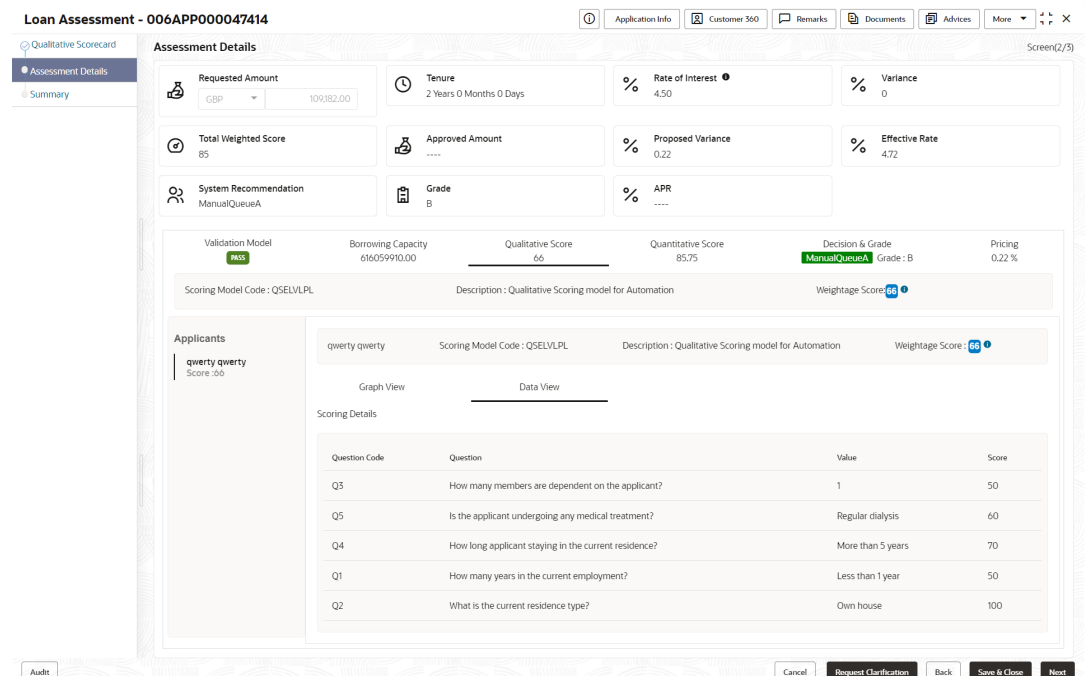 Loan Assessment - 006APP000047414
Application Info
Customer 360
Remarks
Documents
Advices
More
Qualitative Scorecard
Assessment Details
Summary
Assessment Details
Screen(2/3)
Requested Amount
GBP
109,182.00
Tenure
2 Years 0 Months 0 Days
Rate of Interest
4.50
Variance
0
Total Weighted Score
85
Approved Amount
----
Proposed Variance
0.22
Effective Rate
4.72
System Recommendation
ManualQueueA
Grade
B
APR
----
Validation Model
PASS
Borrowing Capacity
616059910.00
Qualitative Score
66
Quantitative Score
85.75
Decision & Grade
ManualQueueA Grade : B
Pricing
0.22 %
Scoring Model Code : QSELVLPL
Description : Qualitative Scoring model for Automation
Weightage Score: 66
Applicants
qwerty qwerty
Score :66
qwerty qwerty
Scoring Model Code : QSELVLPL
Description : Qualitative Scoring model for Automation
Weightage Score : 66
Graph View
Data View
Scoring Details
Question Code Question Value Score
Q3 How many members are dependent on the applicant? 1 50
Q5 Is the applicant undergoing any medical treatment? Regular dialysis 60
Q4 How long applicant staying in the current residence? More than 5 years 70
Q1 How many years in the current employment? Less than 1 year 50
Q2 What is the current residence type? Own house 100
Audit
Cancel
Request Clarification
Back
Save & Close
Next